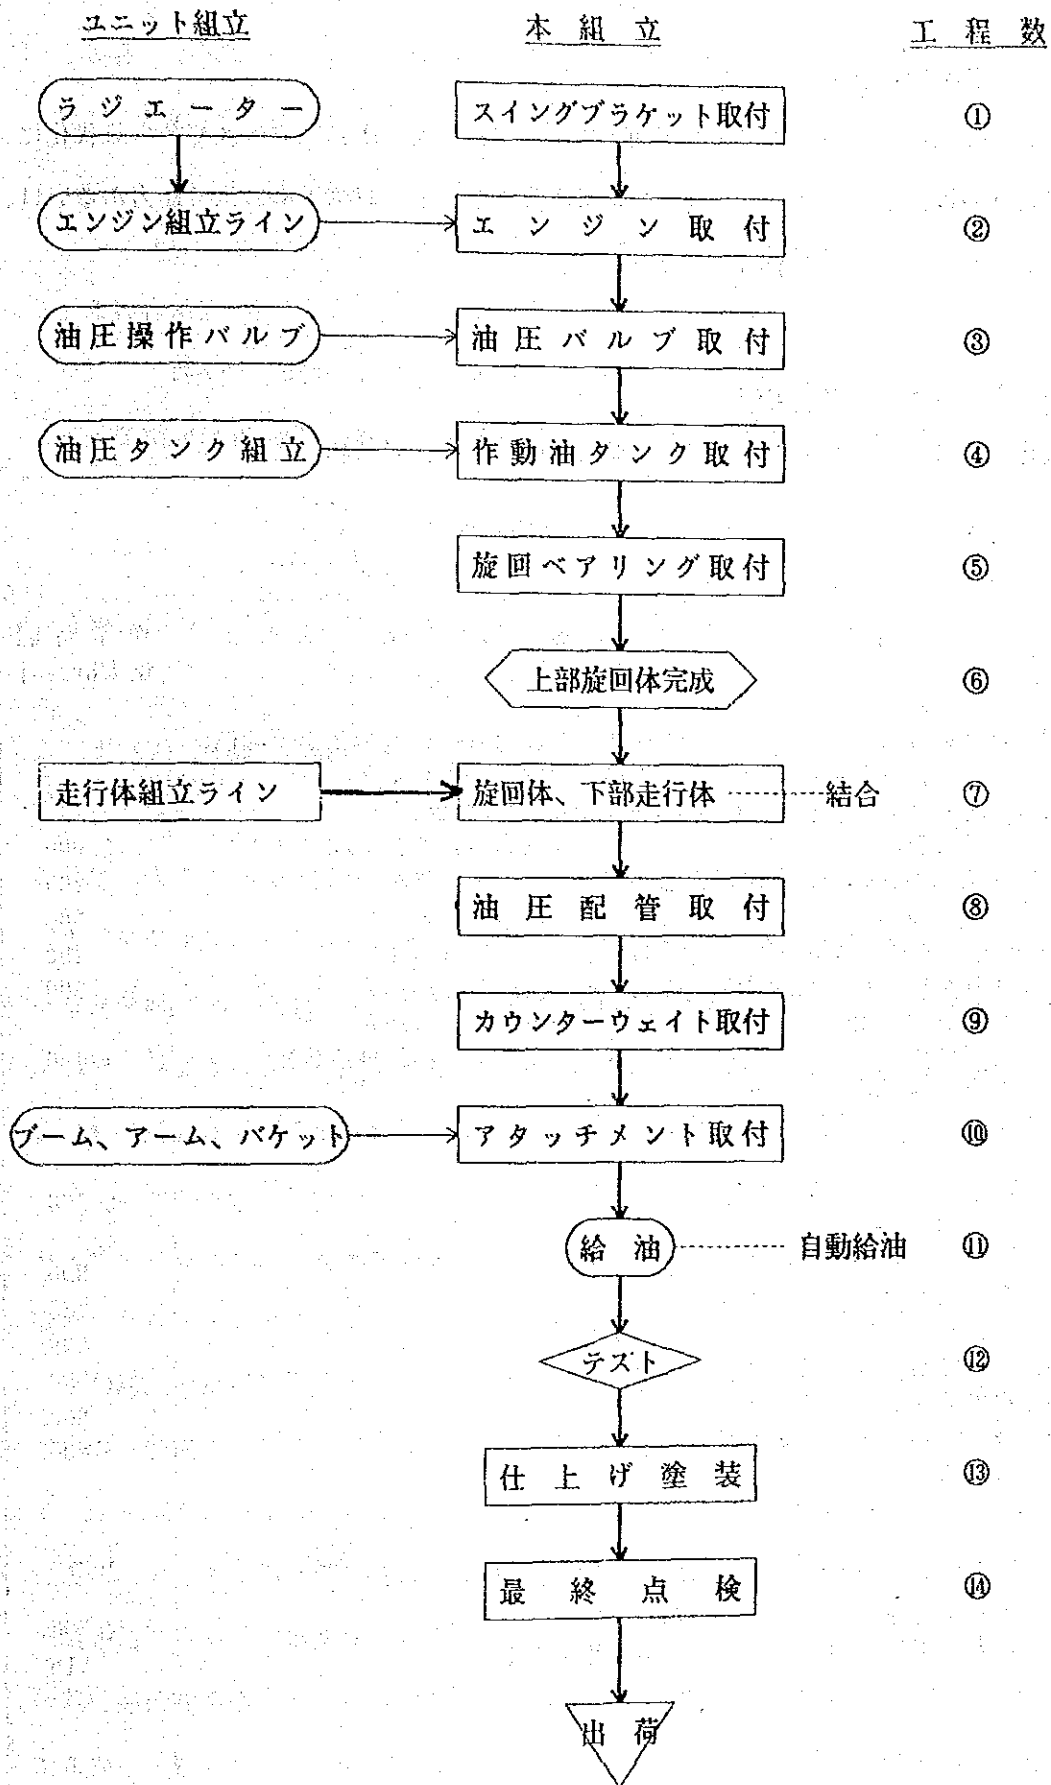 ユニット組立 本組立 工程数
ラジエーター スイングブラケット取付 ①
エンジン組立ライン エンジン取付 ②
油圧操作バルブ 油圧バルブ取付 ③
油圧タンク組立 作動油タンク取付 ④
旋回ベアリング取付 ⑤
上部旋回体完成 ⑥
走行体組立ライン 旋回体、下部走行体 結合 ⑦
油圧配管取付 ⑧
カウンターウェイト取付 ⑨
ブーム、アーム、バケット アタッチメント取付 ⑩
給油 自動給油 ⑪
テスト ⑫
仕上げ塗装 ⑬
最終点検 ⑭
出荷